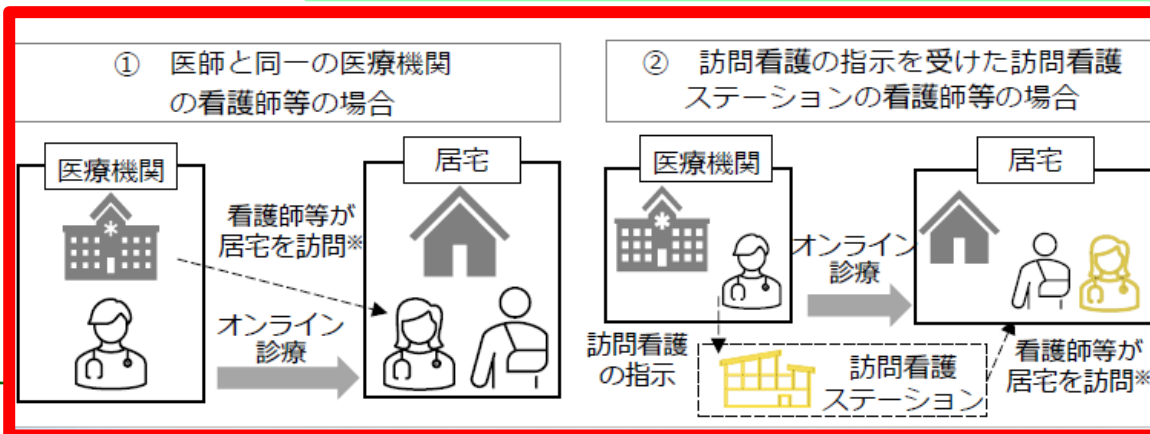 ① 医師と同一の医療機関
の看護師等の場合
医療機関
居宅
看護師等が
居宅を訪問※
オンライン
診療
② 訪問看護の指示を受けた訪問看護
ステーションの看護師等の場合
医療機関
居宅
オンライン
診療
訪問看護
の指示
訪問看護
ステーション
看護師等が
居宅を訪問※